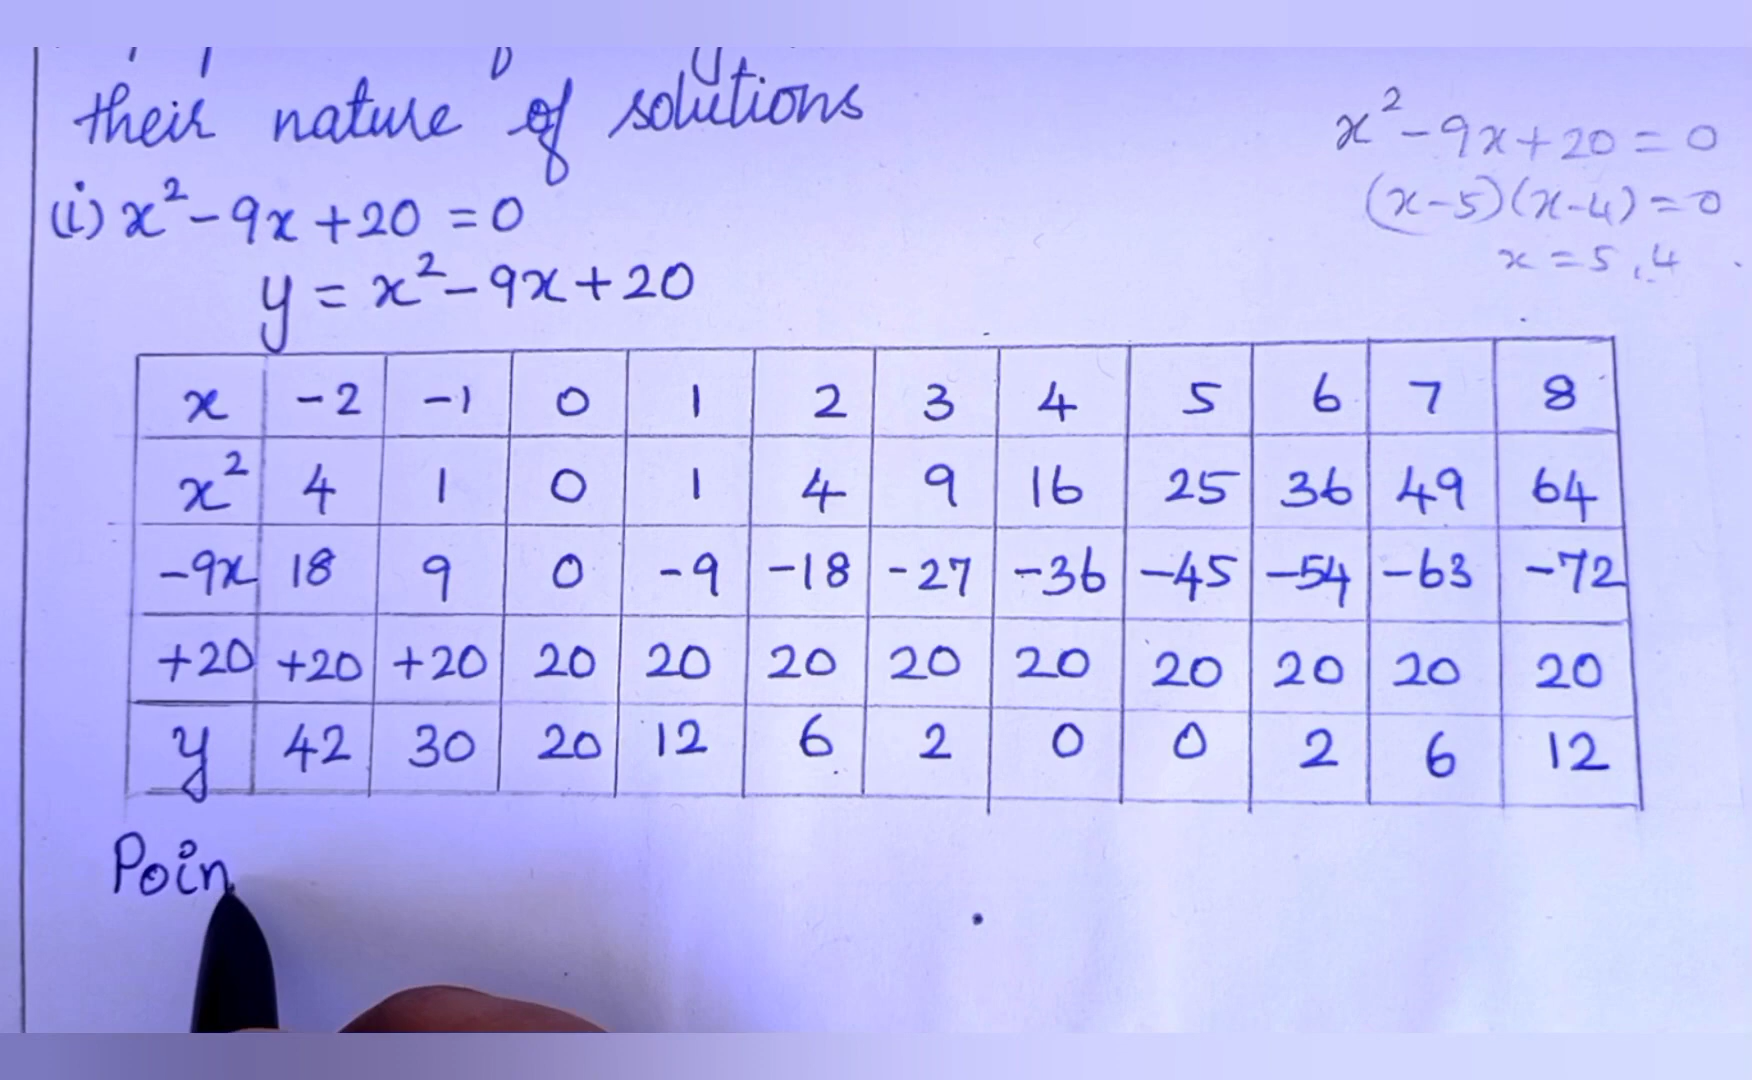 their nature of solutions
x²-9x+20=0
(x-5)(x-4)=0
x=5,4
(i) x²-9x+20=0
y=x²-9x+20
x -2 -1 0 1 2 3 4 5 6 7 8
x² 4 1 0 1 4 9 16 25 36 49 64
-9x 18 9 0 -9 -18 -27 -36 -45 -54 -63 -72
+20 +20 +20 20 20 20 20 20 20 20 20 20
y 42 30 20 12 6 2 0 0 2 6 12
Poin